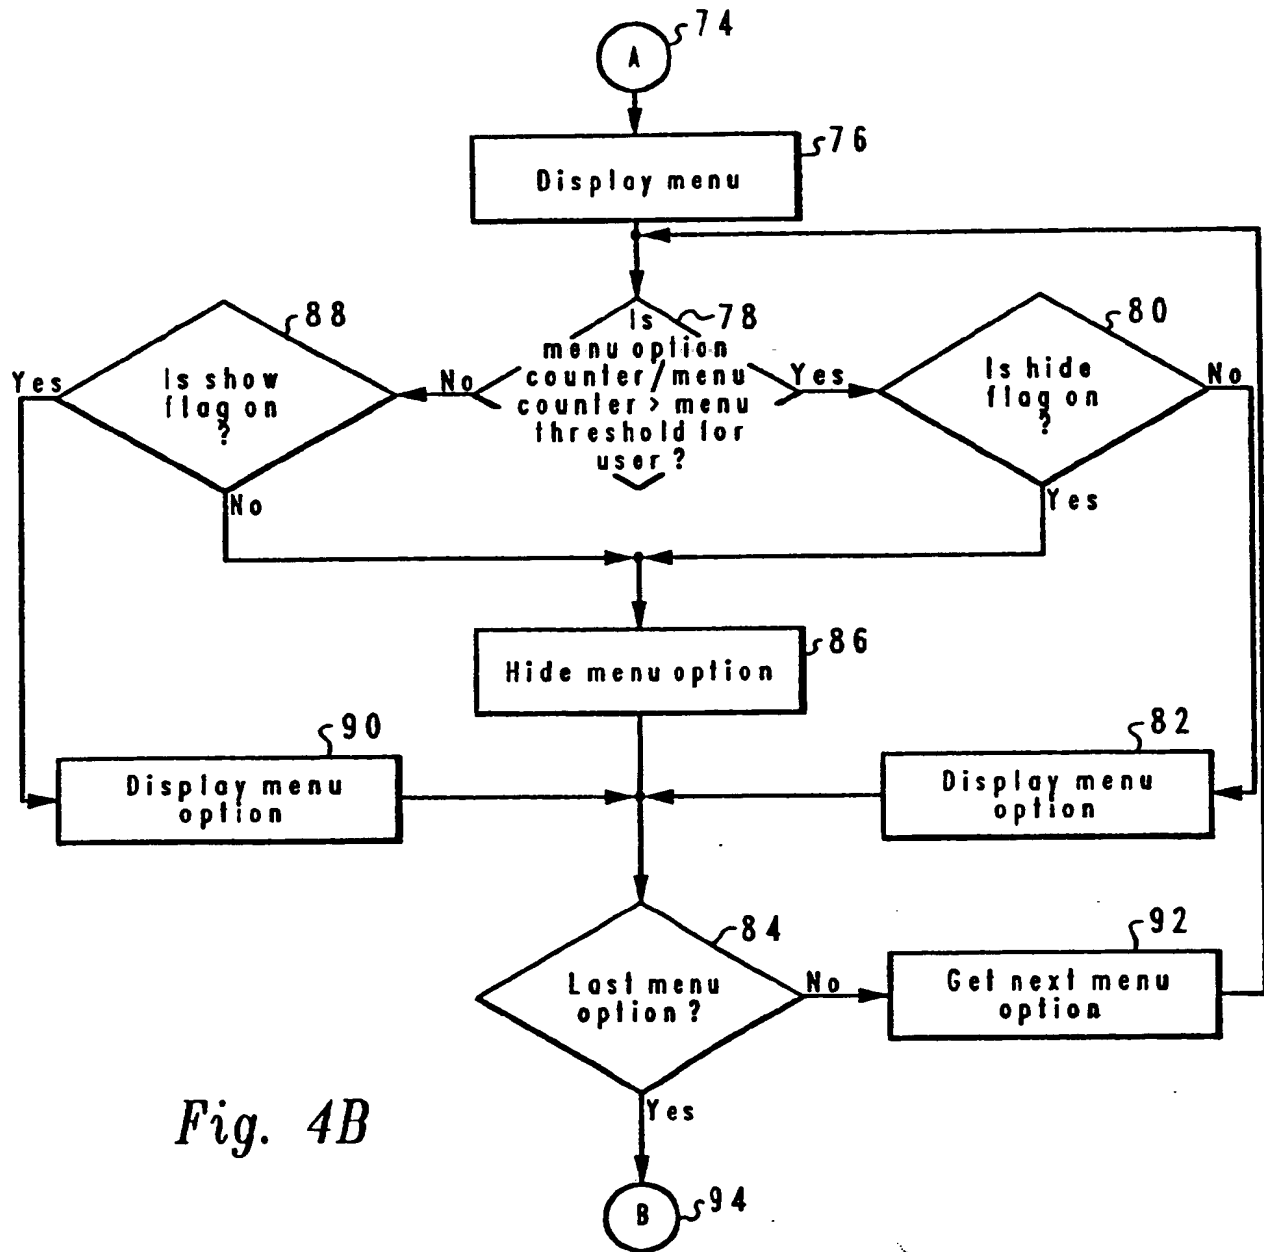 74
A
76
Display menu
88
Is show
flag on
?
Yes
No
78
Is
menu option
counter/menu
counter > menu
threshold for
user?
No
Yes
80
Is hide
flag on
?
No
Yes
86
Hide menu option
90
Display menu
option
82
Display menu
option
84
Last menu
option?
No
92
Get next menu
option
Yes
Fig. 4B
B
94